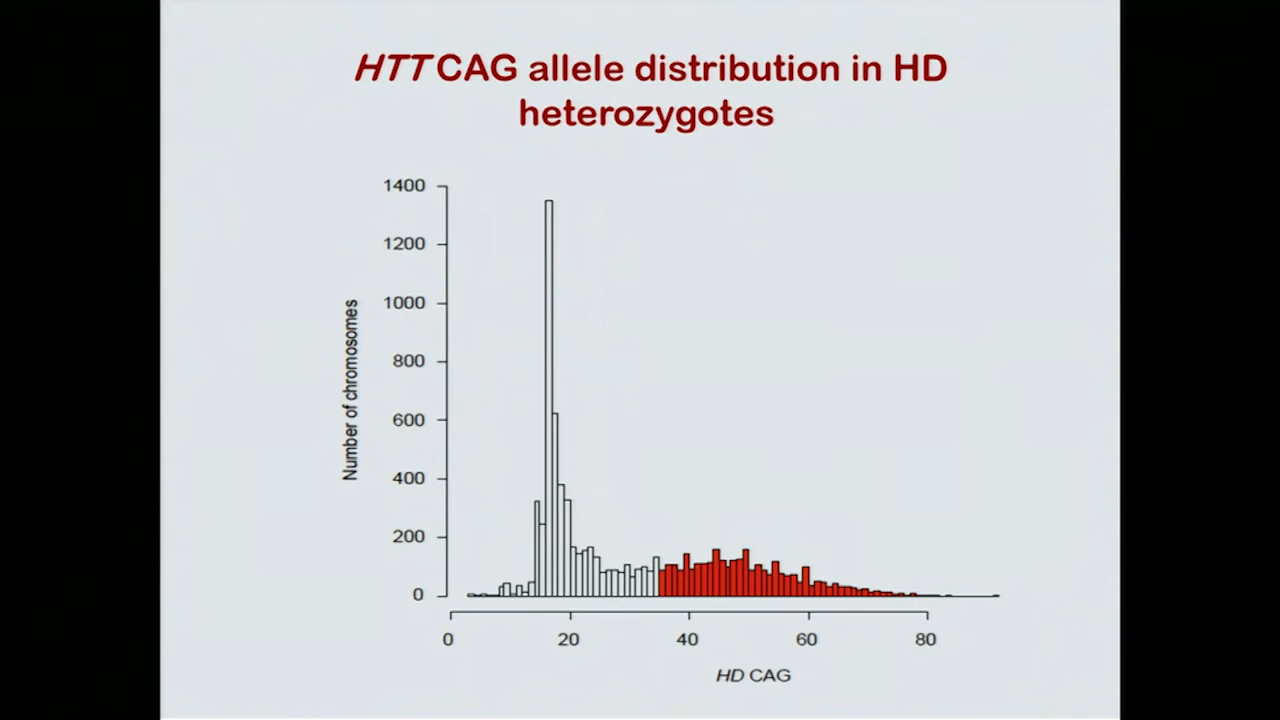 HTT CAG allele distribution in HD
heterozygotes
1400
1200
1000
800
600
400
200
0
Number of chromosomes
0 20 40 60 80
HD CAG